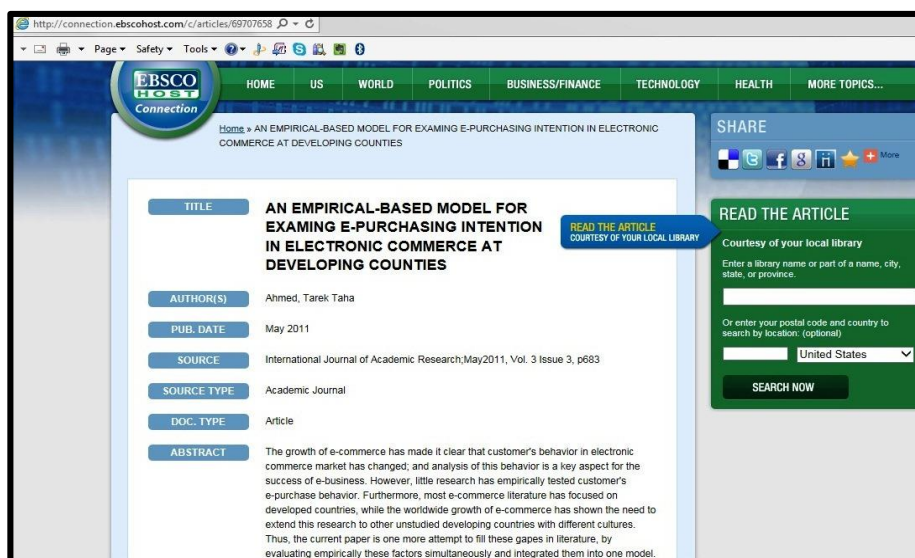 http://connection.ebscohost.com/c/articles/69707658
Page Safety Tools
EBSCO
HOST
Connection
HOME US WORLD POLITICS BUSINESS/FINANCE TECHNOLOGY HEALTH MORE TOPICS...
Home » AN EMPIRICAL-BASED MODEL FOR EXAMING E-PURCHASING INTENTION IN ELECTRONIC
COMMERCE AT DEVELOPING COUNTIES
TITLE
AN EMPIRICAL-BASED MODEL FOR
EXAMING E-PURCHASING INTENTION
IN ELECTRONIC COMMERCE AT
DEVELOPING COUNTIES
READ THE ARTICLE
COURTESY OF YOUR LOCAL LIBRARY
AUTHOR(S)
Ahmed, Tarek Taha
PUB. DATE
May 2011
SOURCE
International Journal of Academic Research;May2011, Vol. 3 Issue 3, p683
SOURCE TYPE
Academic Journal
DOC. TYPE
Article
ABSTRACT
The growth of e-commerce has made it clear that customer's behavior in electronic
commerce market has changed; and analysis of this behavior is a key aspect for the
success of e-business. However, little research has empirically tested customer's
e-purchase behavior. Furthermore, most e-commerce literature has focused on
developed countries, while the worldwide growth of e-commerce has shown the need to
extend this research to other unstudied developing countries with different cultures.
Thus, the current paper is one more attempt to fill these gapes in literature, by
evaluating empirically these factors simultaneously and integrated them into one model.
SHARE
More
READ THE ARTICLE
Courtesy of your local library
Enter a library name or part of a name, city,
state, or province.
Or enter your postal code and country to
search by location: (optional)
United States
SEARCH NOW